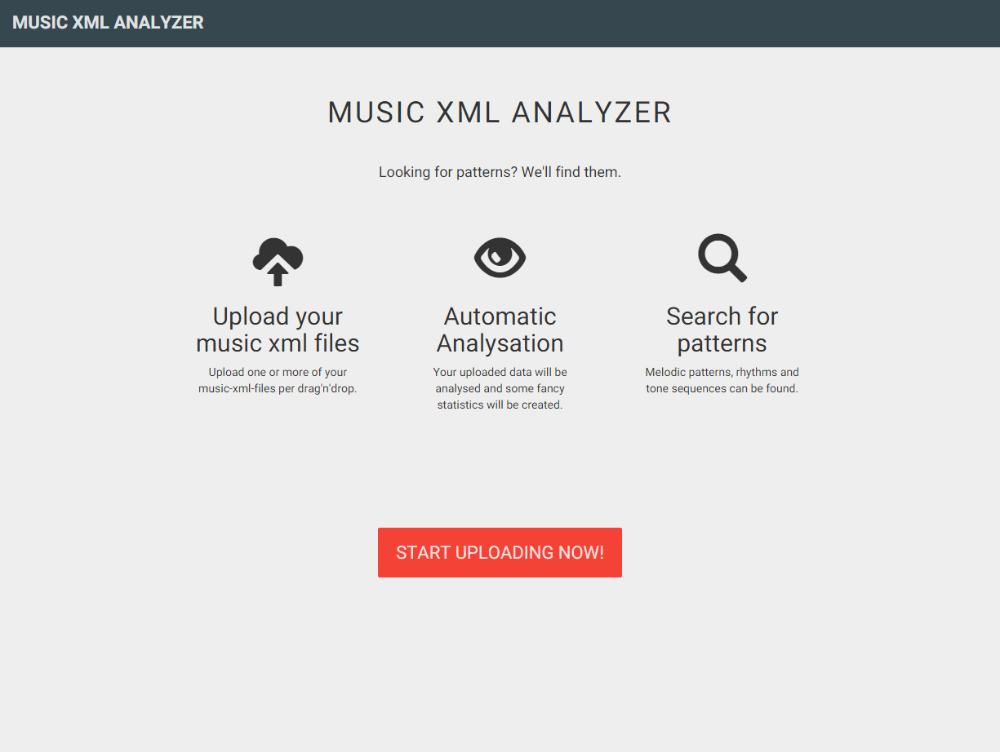 MUSIC XML ANALYZER
MUSIC XML ANALYZER
Looking for patterns? We'll find them.
Upload your
music xml files
Upload one or more of your
music-xml-files per drag'n'drop.
Automatic
Analysation
Your uploaded data will be
analysed and some fancy
statistics will be created.
Search for
patterns
Melodic patterns, rhythms and
tone sequences can be found.
START UPLOADING NOW!